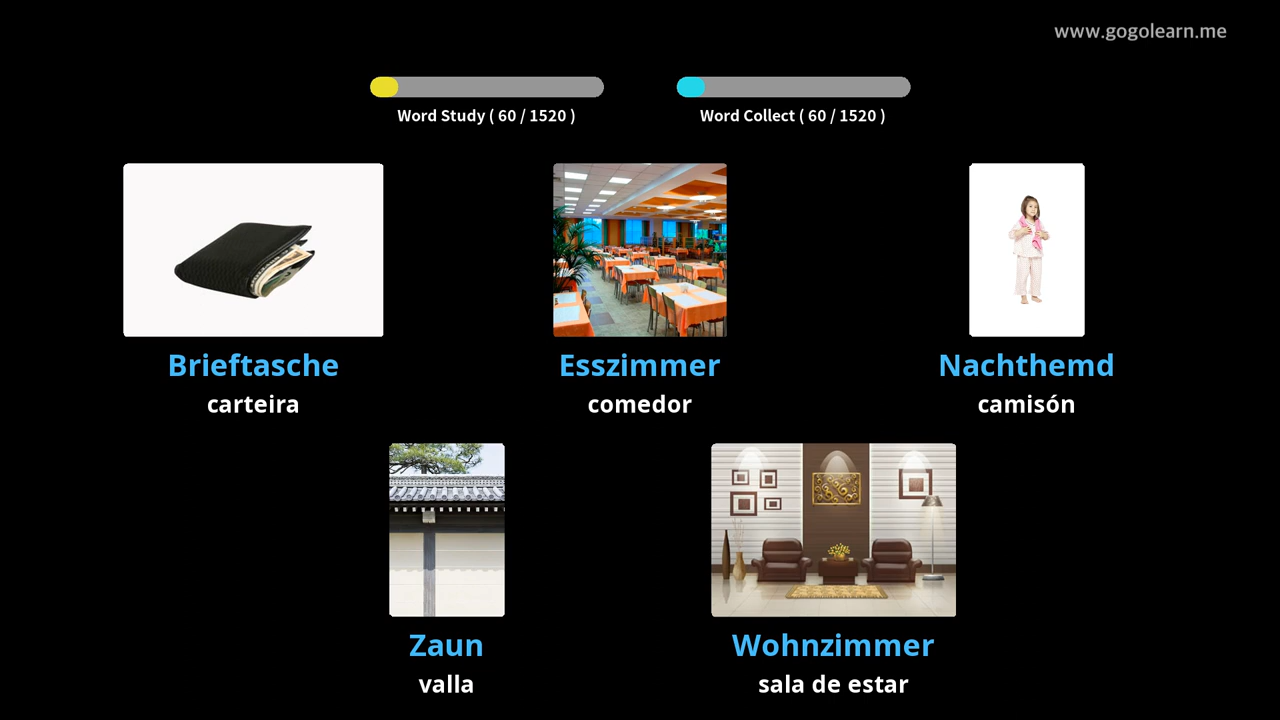 www.gogolearn.me
Word Study ( 60 / 1520 )
Word Collect ( 60 / 1520 )
Brieftasche
carteira
Esszimmer
comedor
Nachthemd
camisón
Zaun
valla
Wohnzimmer
sala de estar